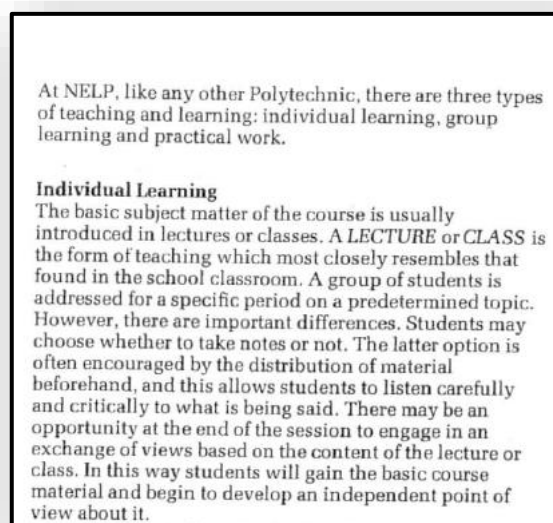 At NELP, like any other Polytechnic, there are three types
of teaching and learning: individual learning, group
learning and practical work.
Individual Learning
The basic subject matter of the course is usually
introduced in lectures or classes. A LECTURE or CLASS is
the form of teaching which most closely resembles that
found in the school classroom. A group of students is
addressed for a specific period on a predetermined topic.
However, there are important differences. Students may
choose whether to take notes or not. The latter option is
often encouraged by the distribution of material
beforehand, and this allows students to listen carefully
and critically to what is being said. There may be an
opportunity at the end of the session to engage in an
exchange of views based on the content of the lecture or
class. In this way students will gain the basic course
material and begin to develop an independent point of
view about it.